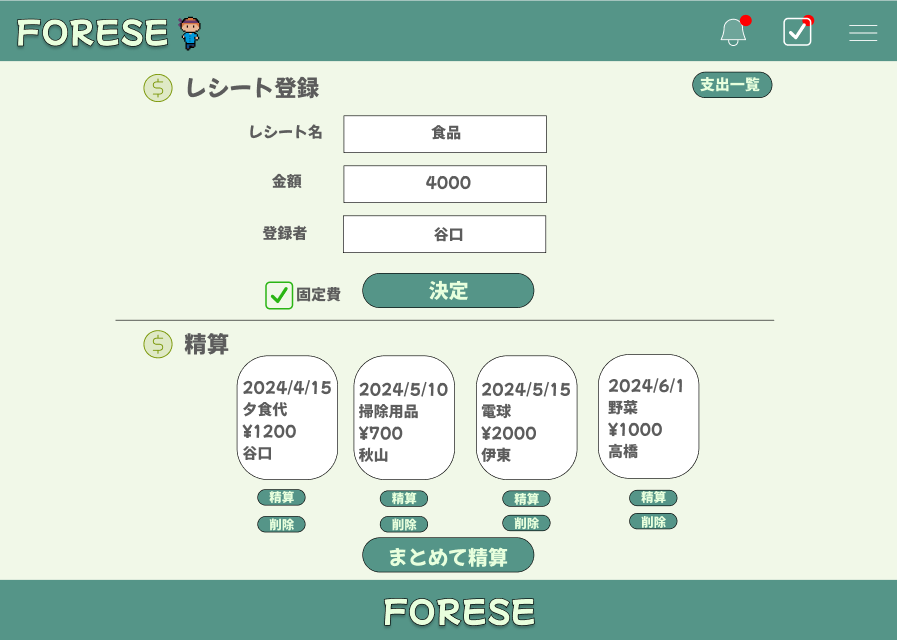 FORESE
レシート登録
支出一覧
レシート名
食品
金額
4000
登録者
谷口
固定費
決定
精算
2024/4/15
夕食代
¥1200
谷口
精算
削除
2024/5/10
掃除用品
¥700
秋山
精算
削除
2024/5/15
電球
¥2000
伊東
精算
削除
2024/6/1
野菜
¥1000
高橋
精算
削除
まとめて精算
FORESE